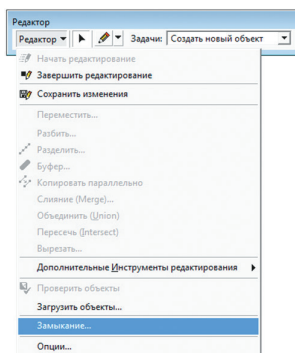 Редактор
Редактор Задачи: Создать новый объект
Начать редактирование
Завершить редактирование
Сохранить изменения
Переместить...
Разбить...
Разделить...
Буфер...
Копировать параллельно
Слияние (Merge)...
Объединить (Union)
Пересечь (Intersect)
Вырезать...
Дополнительные Инструменты редактирования
Проверить объекты
Загрузить объекты...
Замыкание...
Опции...